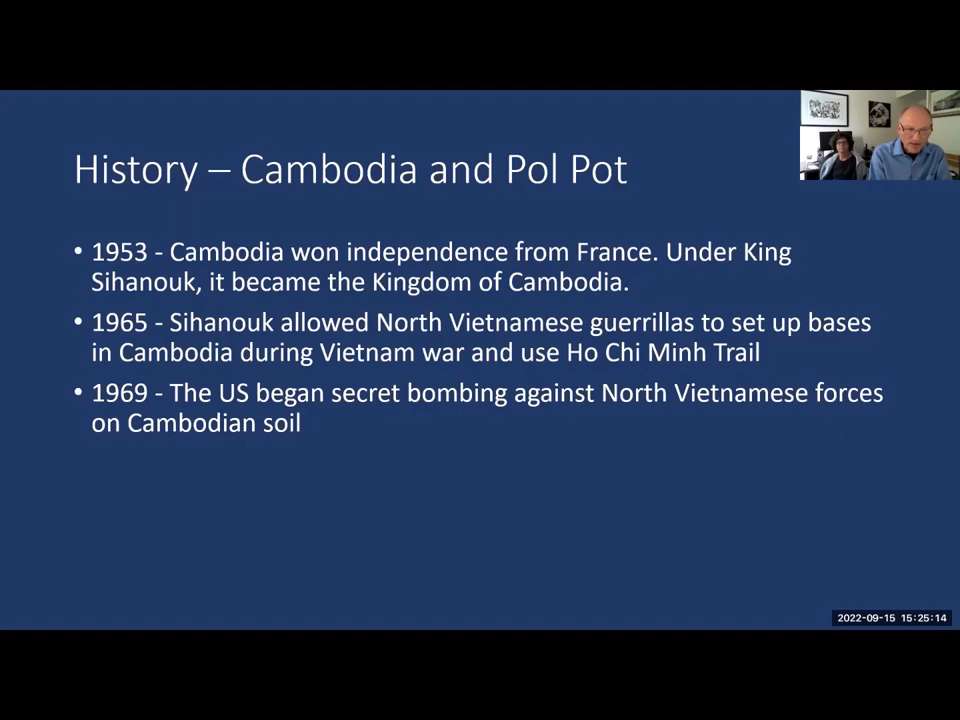 History – Cambodia and Pol Pot
• 1953 - Cambodia won independence from France. Under King
Sihanouk, it became the Kingdom of Cambodia.
• 1965 - Sihanouk allowed North Vietnamese guerrillas to set up bases
in Cambodia during Vietnam war and use Ho Chi Minh Trail
• 1969 - The US began secret bombing against North Vietnamese forces
on Cambodian soil
2022-09-15 15:25:14